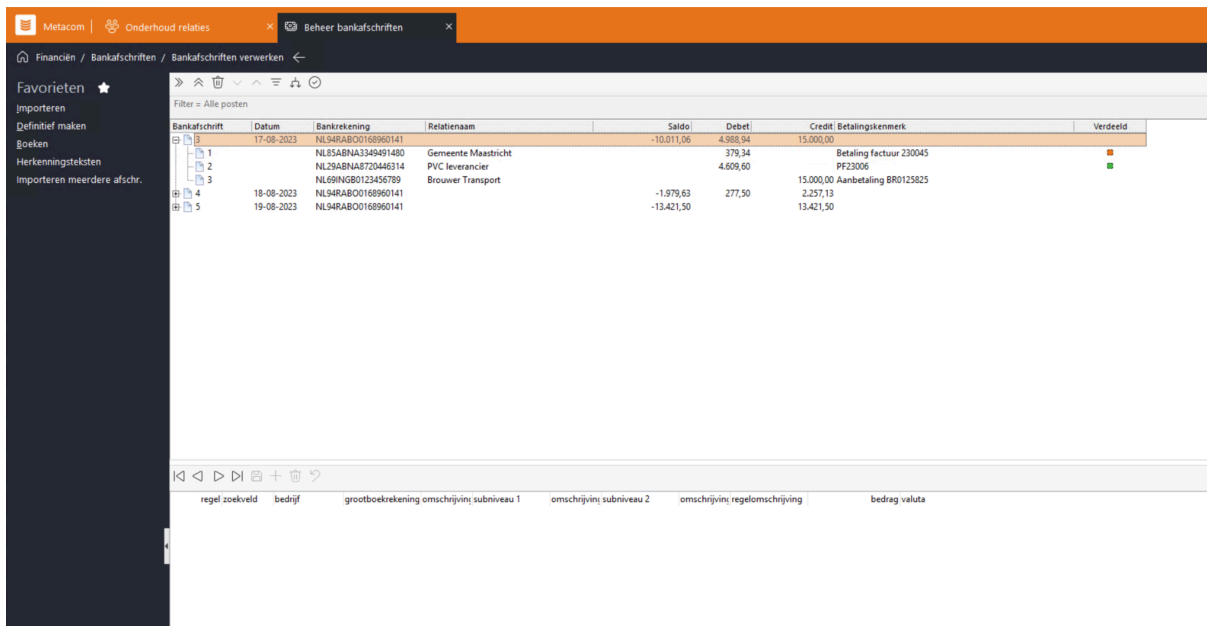 Metacom | Onderhoud relaties × Beheer bankafschriften ×
Financiën / Bankafschriften / Bankafschriften verwerken
Favorieten
Importeren
Definitief maken
Boeken
Herkenningsteksten
Importeren meerdere afschr.
Filter = Alle posten
Bankafschrift Datum Bankrekening Relatienaam Saldo Debet Credit Betalingskenmerk Verdeeld
3 17-08-2023 NL94RABO0168960141 -10.011,06 4.988,94 15.000,00
1 NL85ABNA3349491480 Gemeente Maastricht 379,34 Betaling factuur 230045
2 NL29ABNA8720446314 PVC leverancier 4.609,60 PF23006
3 NL69INGB0123456789 Brouwer Transport 15.000,00 Aanbetaling BR0125825
4 18-08-2023 NL94RABO0168960141 -1.979,63 277,50 2.257,13
5 19-08-2023 NL94RABO0168960141 -13.421,50 13.421,50
regel zoekveld bedrijf grootboekrekening omschrijving subniveau 1 omschrijving subniveau 2 omschrijving regelomschrijving bedrag valuta